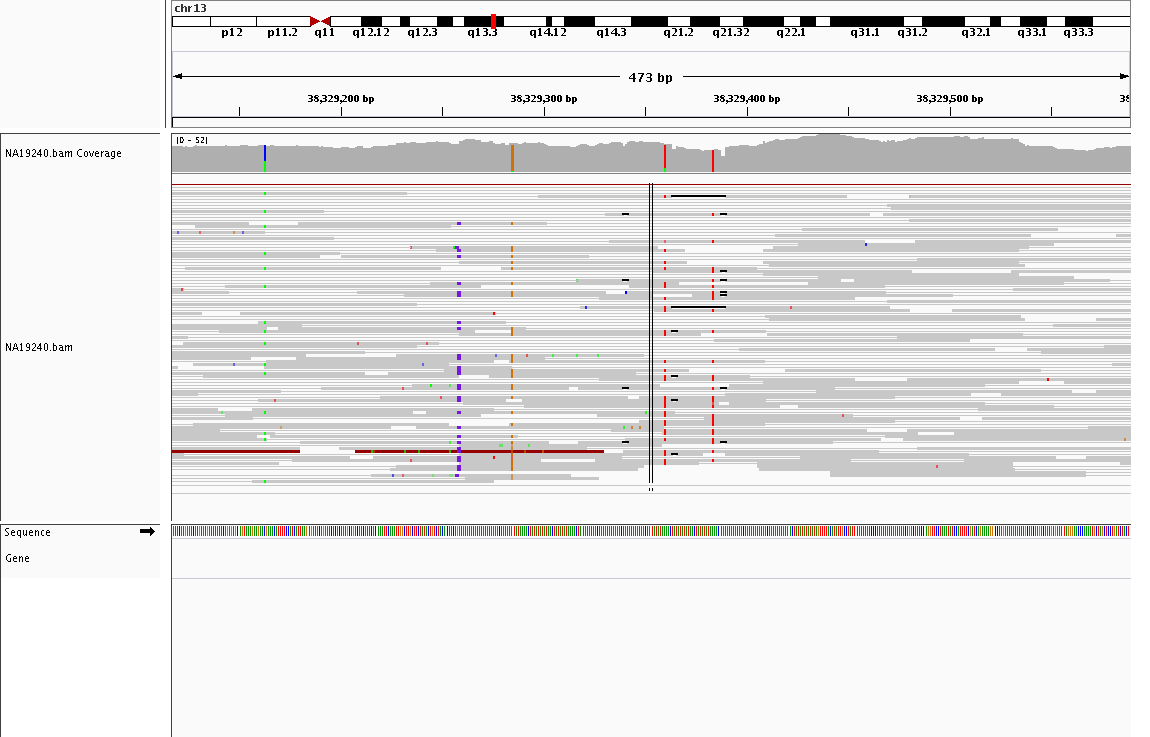 chr13
p12 p11.2 q11 q12.12 q12.3 q13.3 q14.12 q14.3 q21.2 q21.32 q22.1 q31.1 q31.2 q32.1 q33.1 q33.3
473 bp
38,329,200 bp 38,329,300 bp 38,329,400 bp 38,329,500 bp 38
[0 - 52]
NA19240.bam Coverage
NA19240.bam
Sequence
Gene